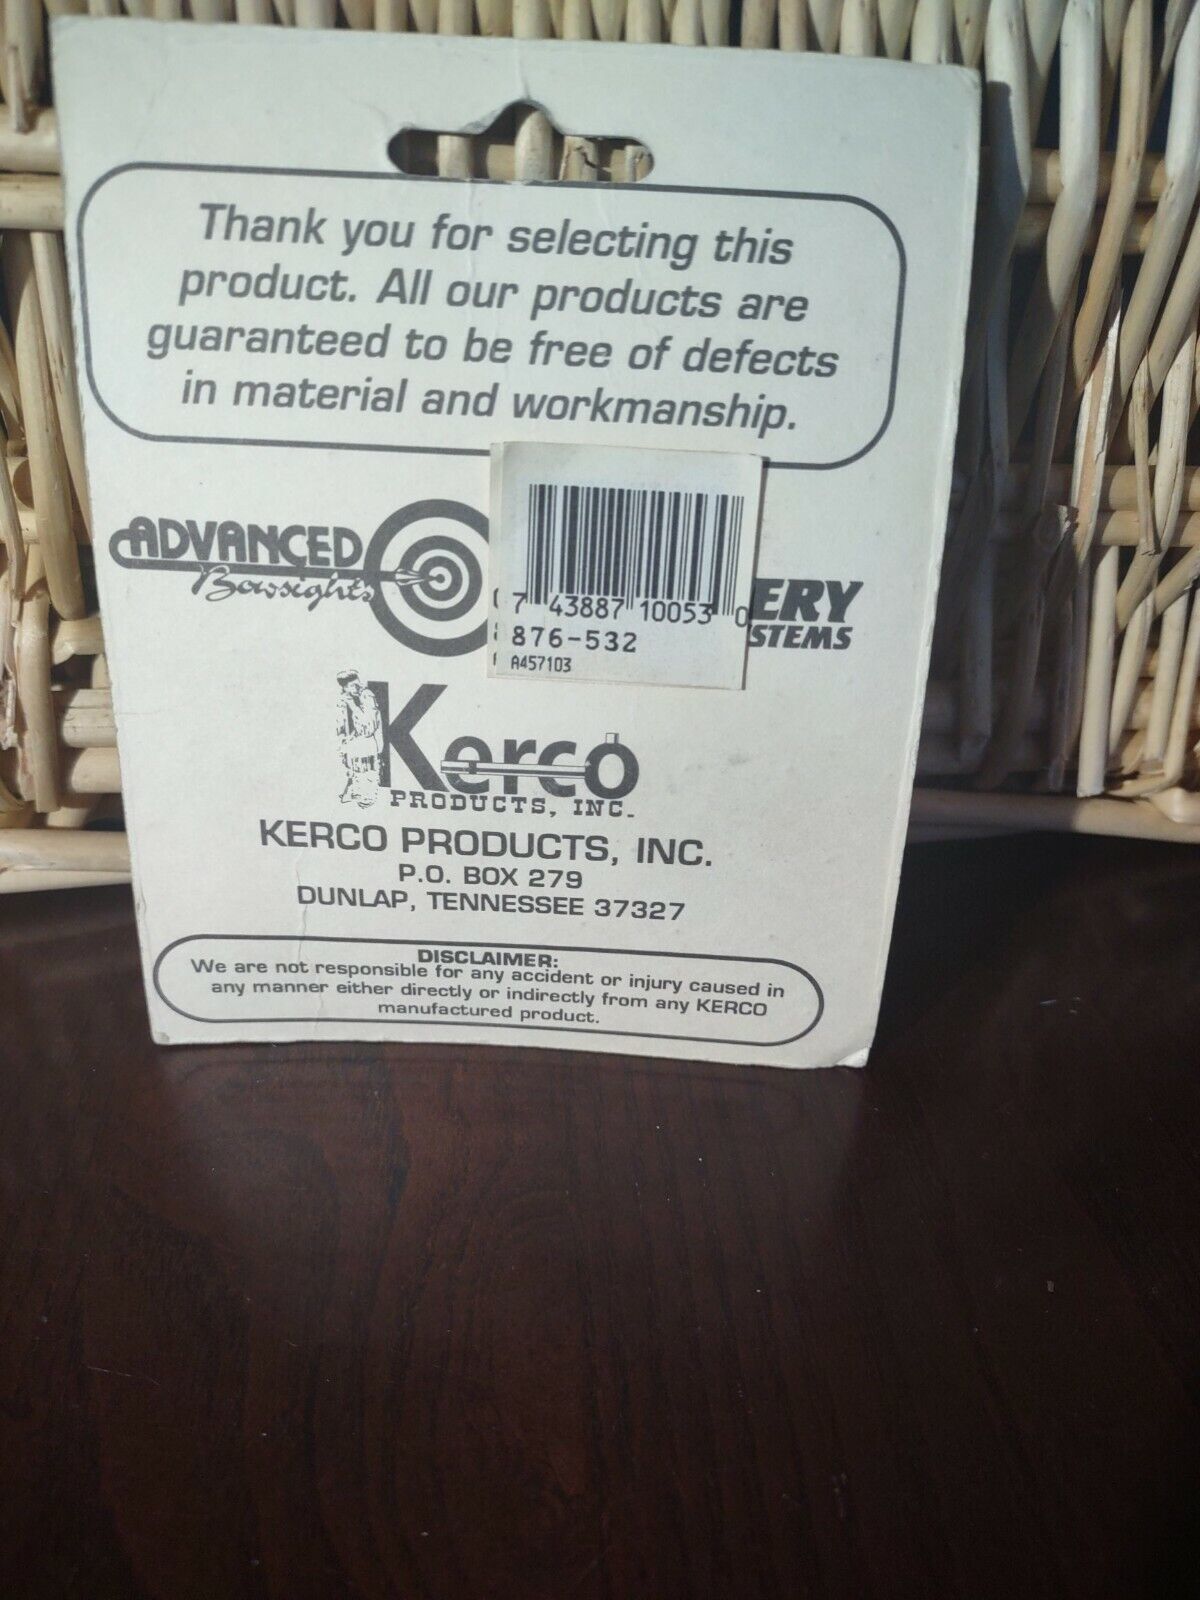 Thank you for selecting this
product. All our products are
guaranteed to be free of defects
in material and workmanship.
ADVANCED
Bowsights
7 43887 10053 0
876-532
A457103
ERY
STEMS
Kerco
PRODUCTS, INC.
KERCO PRODUCTS, INC.
P.O. BOX 279
DUNLAP, TENNESSEE 37327
DISCLAIMER:
We are not responsible for any accident or injury caused in
any manner either directly or indirectly from any KERCO
manufactured product.